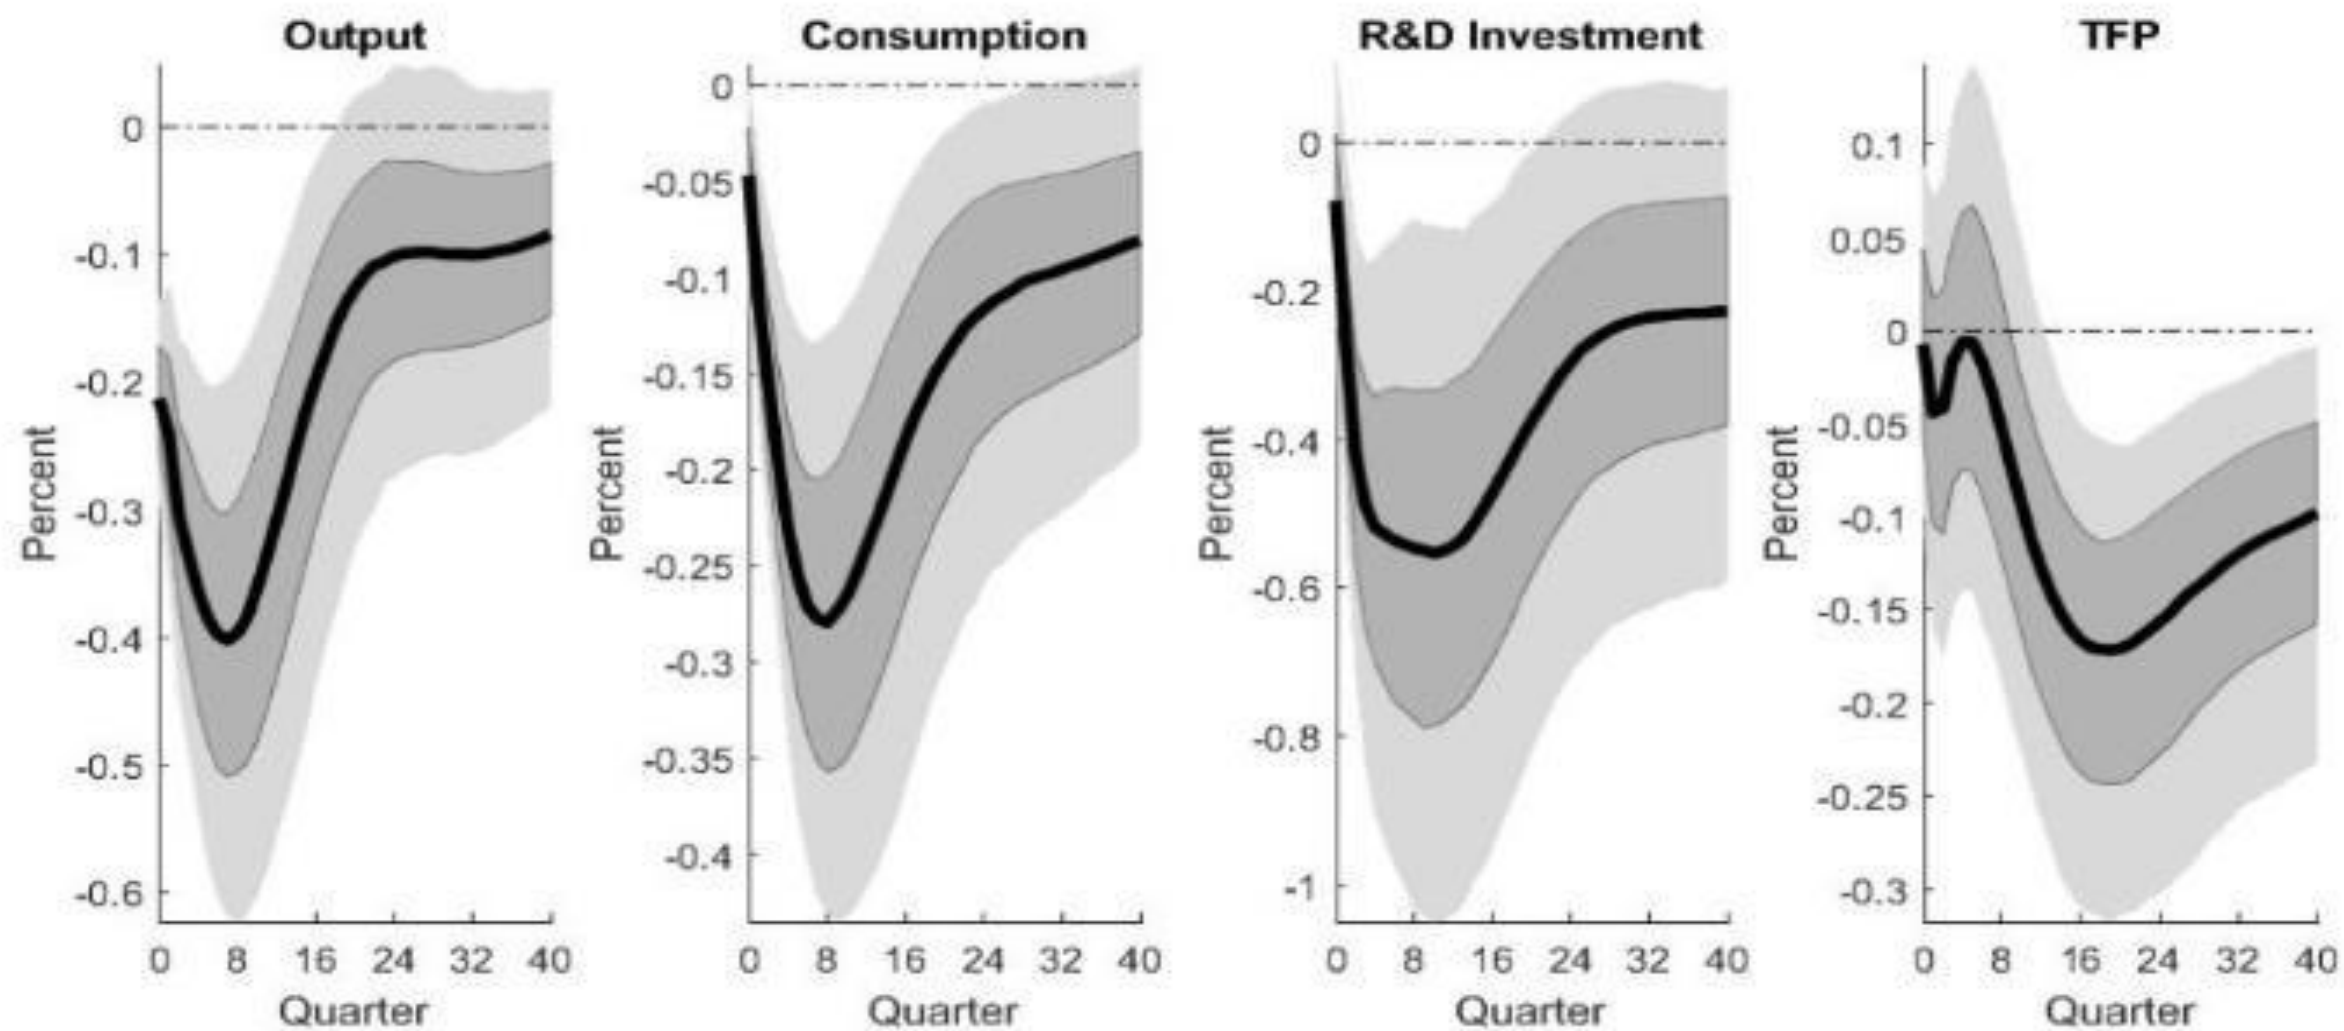 Output
Percent
0
-0.1
-0.2
-0.3
-0.4
-0.5
-0.6
0 8 16 24 32 40
Quarter
Consumption
Percent
0
-0.05
-0.1
-0.15
-0.2
-0.25
-0.3
-0.35
-0.4
0 8 16 24 32 40
Quarter
R&D Investment
Percent
0
-0.2
-0.4
-0.6
-0.8
-1
0 8 16 24 32 40
Quarter
TFP
Percent
0.1
0.05
0
-0.05
-0.1
-0.15
-0.2
-0.25
-0.3
0 8 16 24 32 40
Quarter